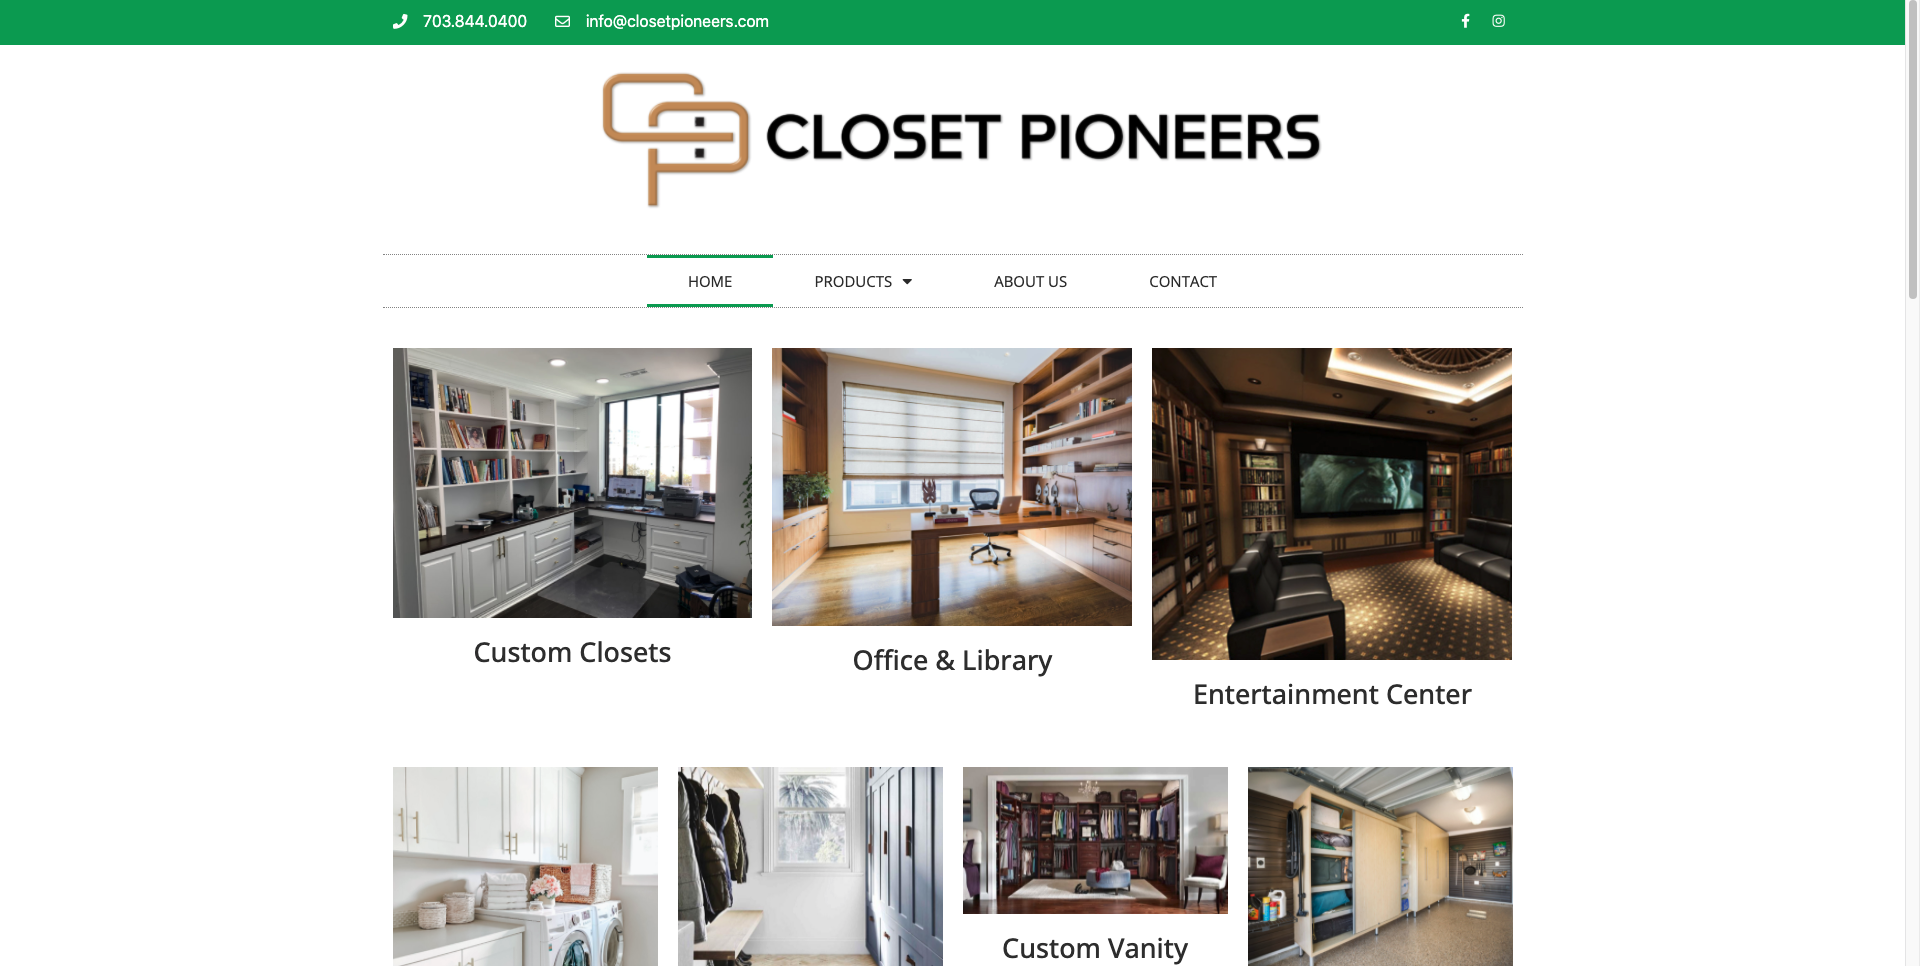 703.844.0400
info@closetpioneers.com
CLOSET PIONEERS
HOME
PRODUCTS
ABOUT US
CONTACT
Custom Closets
Office & Library
Entertainment Center
Custom Vanity